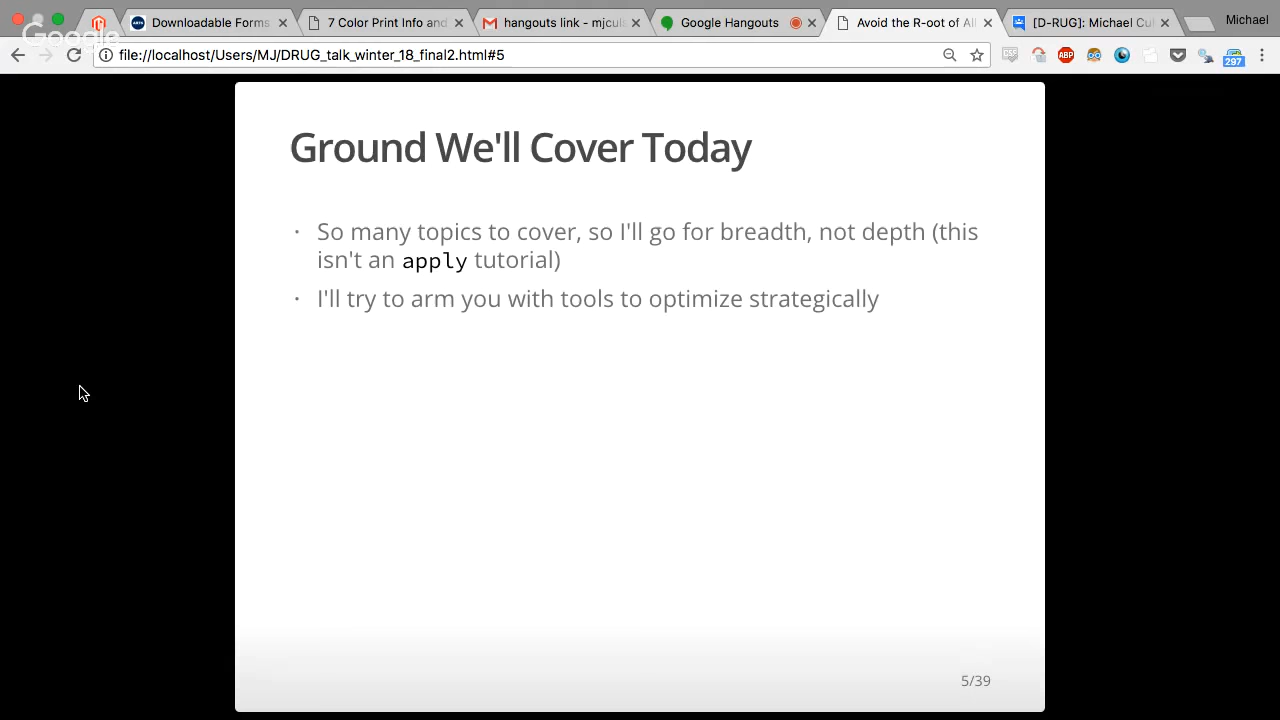 Downloadable Forms
7 Color Print Info and
hangouts link - mjcul
Google Hangouts
Avoid the R-oot of All
[D-RUG]: Michael Cul
Michael
Google
file://localhost/Users/MJ/DRUG_talk_winter_18_final2.html#5
ABP
297
Ground We'll Cover Today
· So many topics to cover, so I'll go for breadth, not depth (this
isn't an apply tutorial)
· I'll try to arm you with tools to optimize strategically
5/39